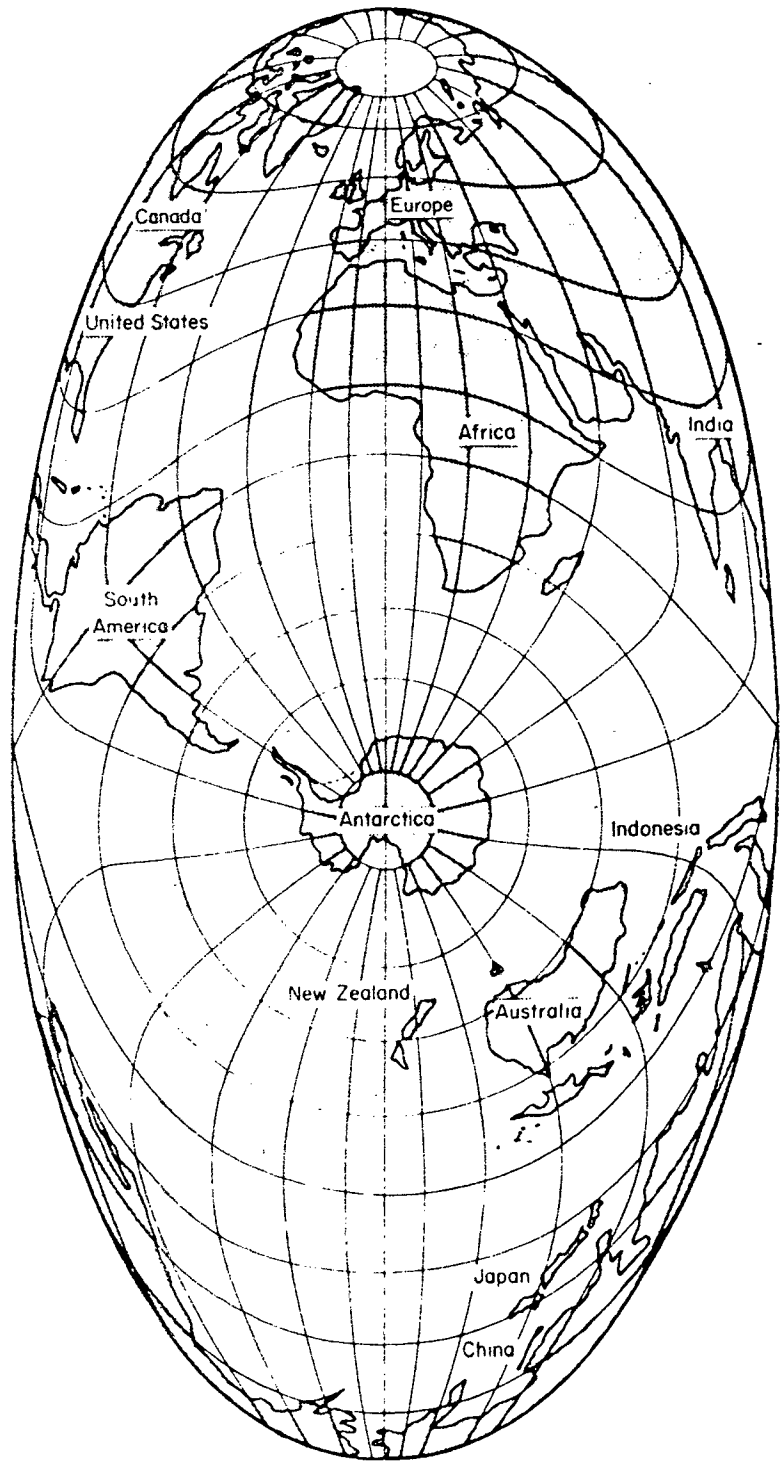 Canada
Europe
United States
Africa
India
South
America
Antarctica
Indonesia
New Zealand
Australia
Japan
China